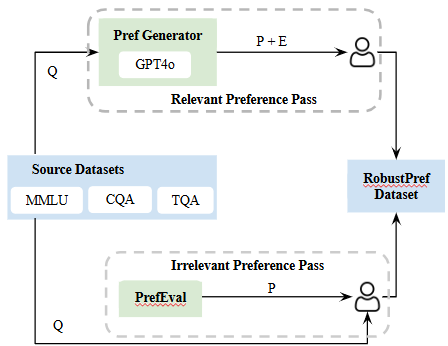 Pref Generator
GPT4o
P + E
Q
Relevant Preference Pass
Source Datasets
MMLU
CQA
TQA
RobustPref
Dataset
Irrelevant Preference Pass
PrefEval
P
Q